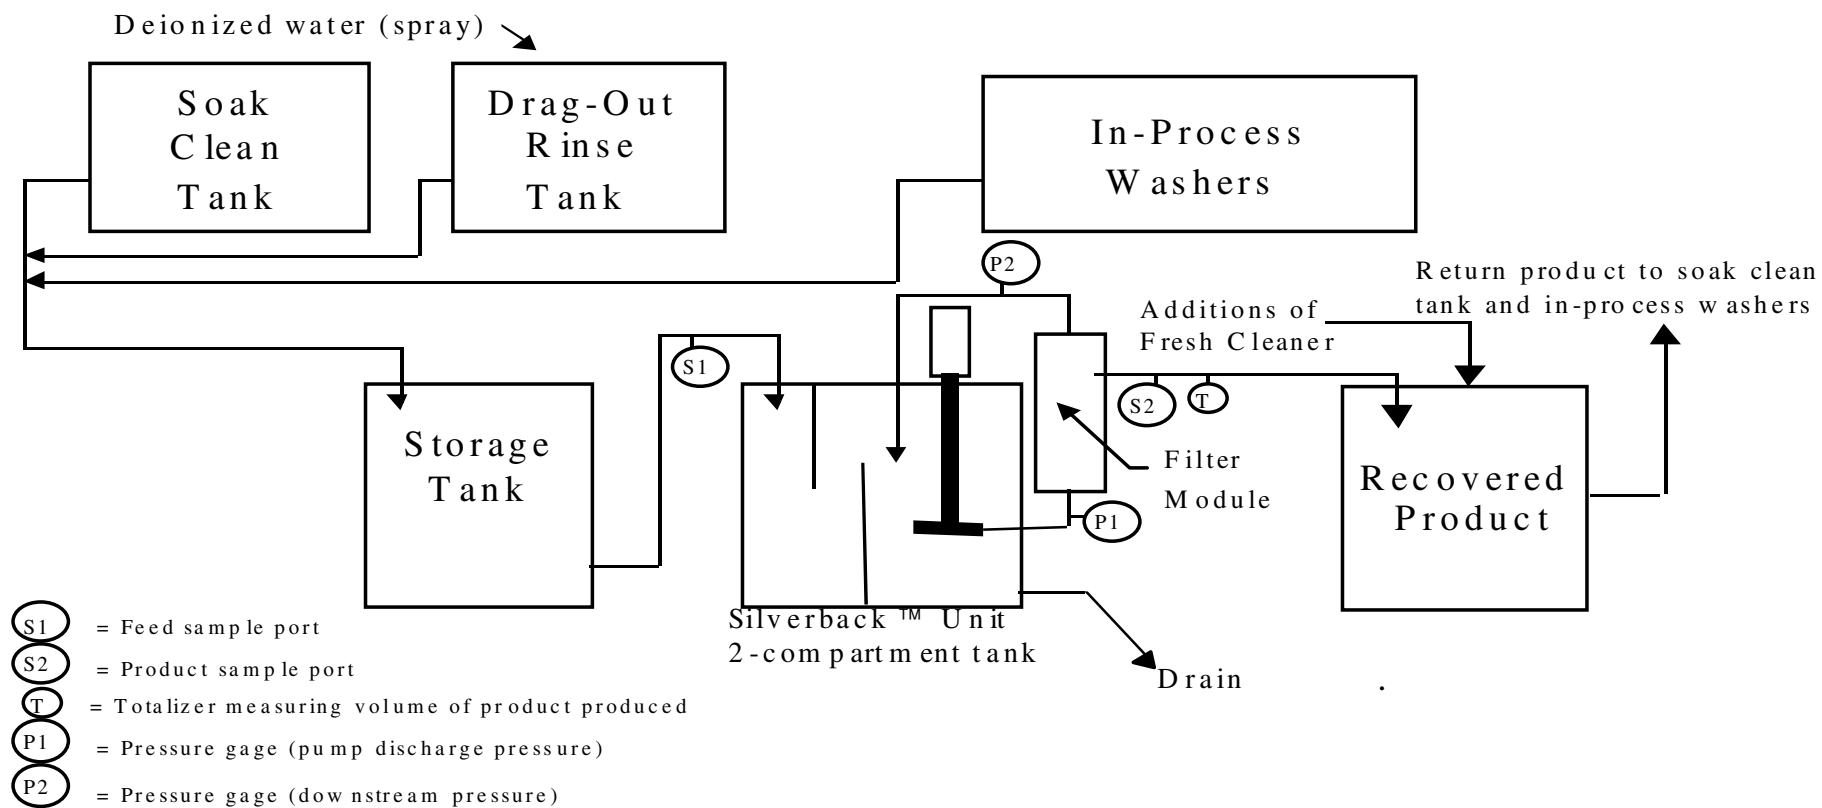 Deionized water (spray)
Soak
Clean
Tank
Drag-Out
Rinse
Tank
In-Process
Washers
P2
Return product to soak clean
tank and in-process washers
Additions of
Fresh Cleaner
S1
S2
T
Storage
Tank
Filter
Module
P1
Recovered
Product
Silverback ™ Unit
2-compartment tank
Drain
.
S1 = Feed sample port
S2 = Product sample port
T = Totalizer measuring volume of product produced
P1 = Pressure gage (pump discharge pressure)
P2 = Pressure gage (downstream pressure)